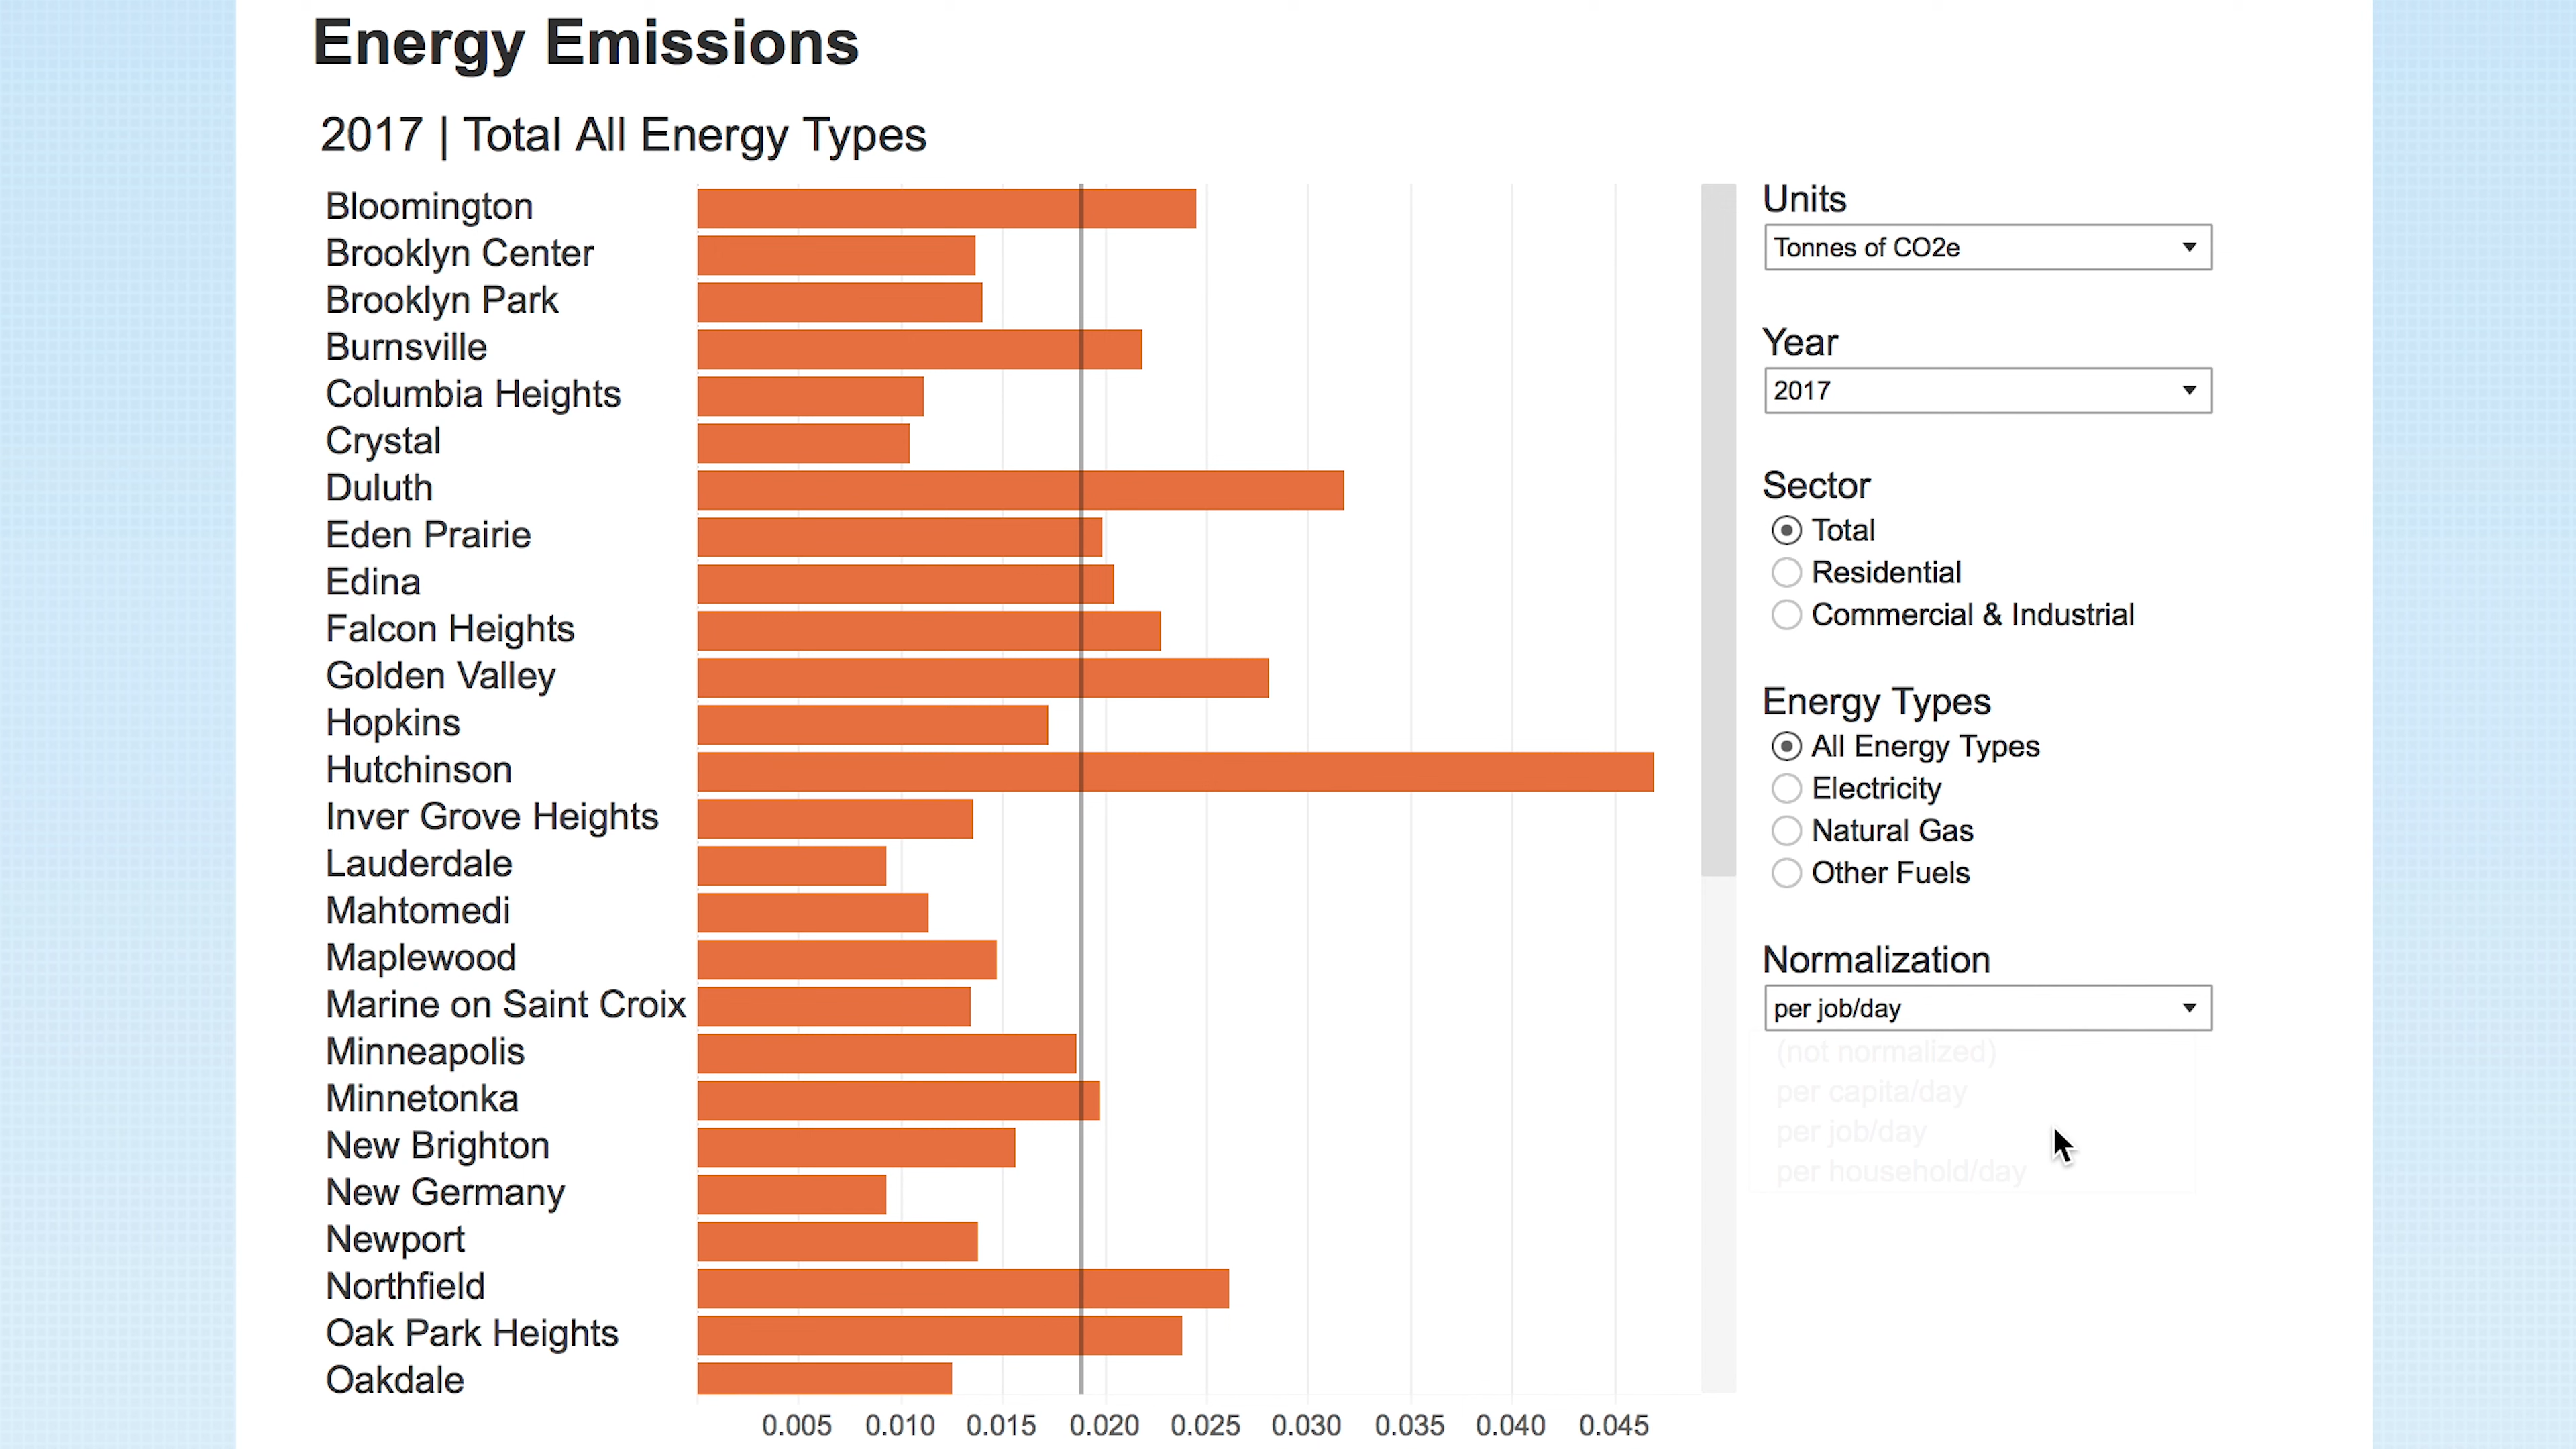 Energy Emissions
2017 | Total All Energy Types
Bloomington
Brooklyn Center
Brooklyn Park
Burnsville
Columbia Heights
Crystal
Duluth
Eden Prairie
Edina
Falcon Heights
Golden Valley
Hopkins
Hutchinson
Inver Grove Heights
Lauderdale
Mahtomedi
Maplewood
Marine on Saint Croix
Minneapolis
Minnetonka
New Brighton
New Germany
Newport
Northfield
Oak Park Heights
Oakdale
0.005 0.010 0.015 0.020 0.025 0.030 0.035 0.040 0.045
Units
Tonnes of CO2e
Year
2017
Sector
Total
Residential
Commercial & Industrial
Energy Types
All Energy Types
Electricity
Natural Gas
Other Fuels
Normalization
per job/day
(not normalized)
per capita/day
per job/day
per household/day